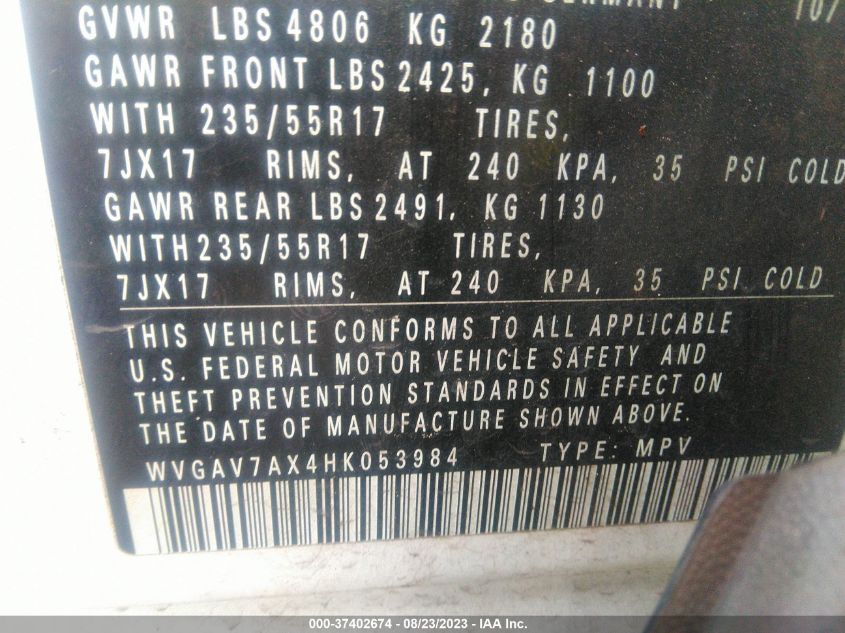 GERMANY 10/
GVWR LBS 4806 KG 2180
GAWR FRONT LBS 2425, KG 1100
WITH 235/55R17 TIRES,
7JX17 RIMS, AT 240 KPA, 35 PSI COLD
GAWR REAR LBS 2491, KG 1130
WITH 235/55R17 TIRES,
7JX17 RIMS, AT 240 KPA, 35 PSI COLD
THIS VEHICLE CONFORMS TO ALL APPLICABLE
U.S. FEDERAL MOTOR VEHICLE SAFETY AND
THEFT PREVENTION STANDARDS IN EFFECT ON
THE DATE OF MANUFACTURE SHOWN ABOVE.
WVGAV7AX4HK053984 TYPE: MPV
000-37402674 - 08/23/2023 - IAA Inc.